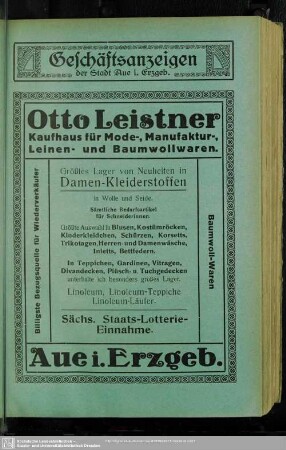 Geschäftsanzeigen
der Stadt Aue i. Erzgeb.
Otto Leistner
Kaufhaus für Mode-, Manufaktur-,
Leinen- und Baumwollwaren.
Billigste Bezugsquelle für Wiederverkäufer
Größtes Lager von Neuheiten in
Damen-Kleiderstoffen
in Wolle und Seide.
Sämtliche Bedarfsartikel
für Schneiderinnen.
Größte Auswahl in Blusen, Kostümröcken,
Kinderkleidchen, Schürzen, Korsetts,
Trikotagen, Herren- und Damenwäsche,
Inletts, Bettfedern.
In Teppichen, Gardinen, Vitragen,
Divandecken, Plüsch- u. Tuchgedecken
unterhalte ich besonders großes Lager.
Linoleum, Linoleum-Teppiche
Linoleum-Läufer.
Sächs. Staats-Lotterie-
Einnahme.
Baumwoll-Waren
Aue i. Erzgeb.